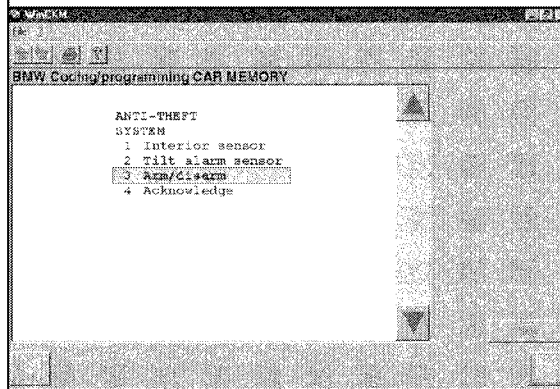 WinCKM
BMW Coding/programming CAR MEMORY
ANTI-THEFT
SYSTEM
1 Interior sensor
2 Tilt alarm sensor
3 Arm/disarm
4 Acknowledge